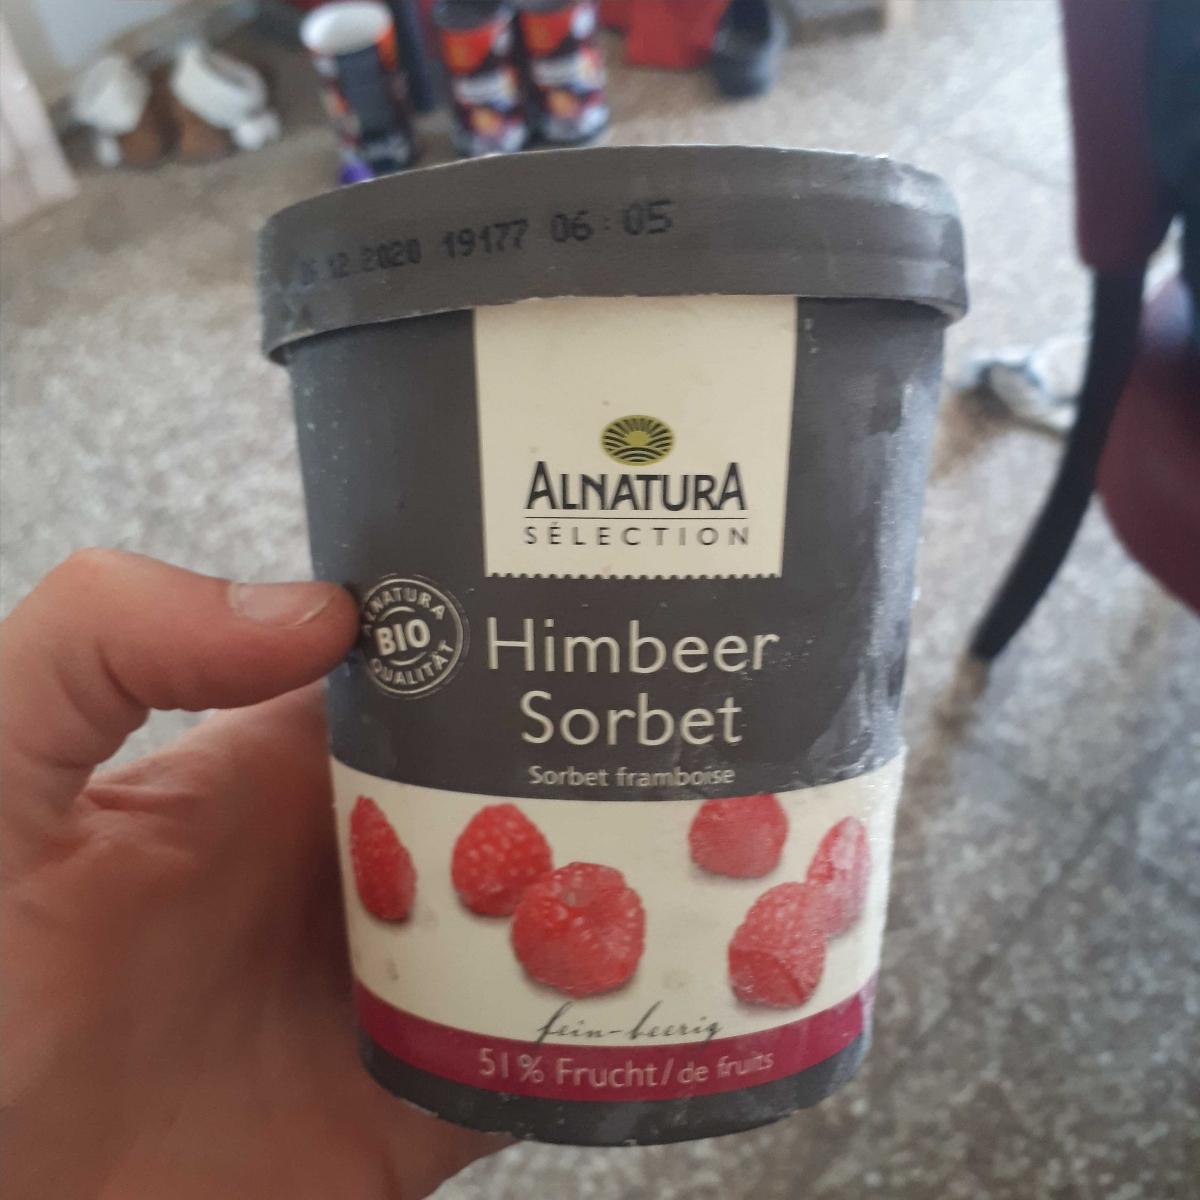 12.2020 19177 06:05
ALNATURA
SÉLECTION
ALNATURA
BIO
QUALITÄT
Himbeer
Sorbet
Sorbet framboise
fein-beerig
51% Frucht/de fruits